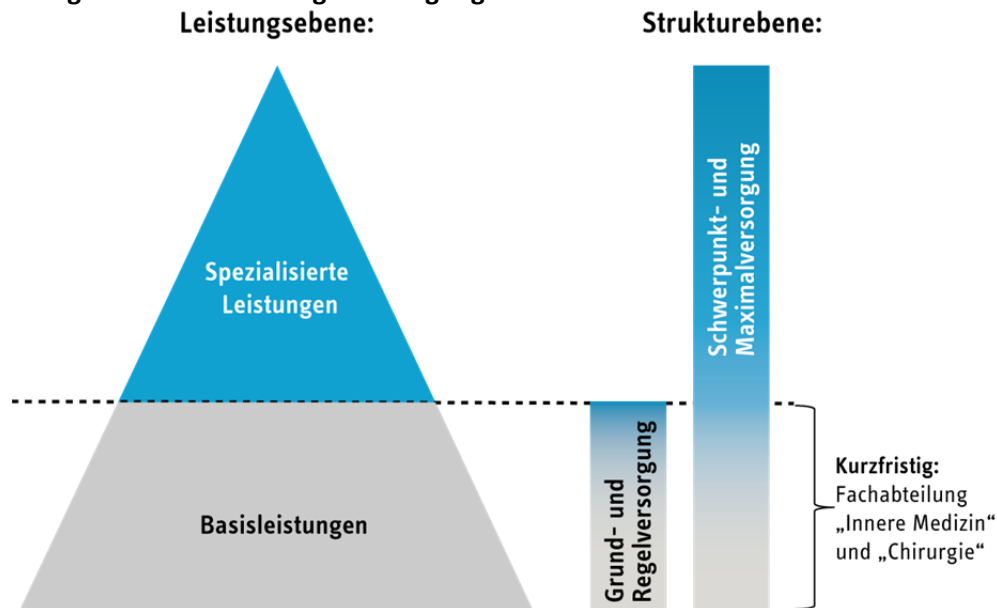 Leistungsebene:
Strukturebene:
Spezialisierte
Leistungen
Basisleistungen
Schwerpunkt- und
Maximalversorgung
Grund- und
Regelversorgung
Kurzfristig:
Fachabteilung
„Innere Medizin“
und „Chirurgie“